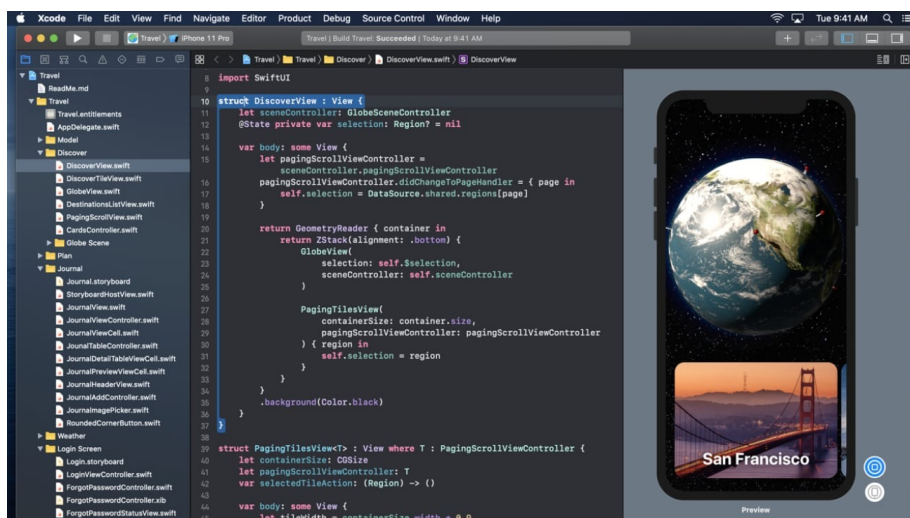 Xcode File Edit View Find Navigate Editor Product Debug Source Control Window Help Tue 9:41 AM
Travel iPhone 11 Pro Travel | Build Travel: Succeeded | Today at 9:41 AM
Travel Travel Discover DiscoverView.swift S DiscoverView
Travel
ReadMe.md
Travel
Travel.entitlements
AppDelegate.swift
Model
Discover
DiscoverView.swift
DiscoverTileView.swift
GlobeView.swift
DestinationsListView.swift
PagingScrollView.swift
CardsController.swift
Globe Scene
Plan
Journal
Journal.storyboard
StoryboardHostView.swift
JournalView.swift
JournalViewController.swift
JournalViewCell.swift
JounalTableController.swift
JournalDetailTableViewCell.swift
JournalPreviewViewCell.swift
JournalHeaderView.swift
JournalAddController.swift
JournalImagePicker.swift
RoundedCornerButton.swift
Weather
Login Screen
Login.storyboard
LoginViewController.swift
ForgotPasswordController.swift
ForgotPasswordController.xib
ForgotPasswordStatusView.swift
8 import SwiftUI
9
10 struct DiscoverView : View {
11 let sceneController: GlobeSceneController
12 @State private var selection: Region? = nil
13
14 var body: some View {
15 let pagingScrollViewController =
sceneController.pagingScrollViewController
16 pagingScrollViewController.didChangeToPageHandler = { page in
17 self.selection = DataSource.shared.regions[page]
18 }
19
20 return GeometryReader { container in
21 return ZStack(alignment: .bottom) {
22 GlobeView(
23 selection: self.$selection,
24 sceneController: self.sceneController
25 )
26
27 PagingTilesView(
28 containerSize: container.size,
29 pagingScrollViewController: pagingScrollViewController
30 ) { region in
31 self.selection = region
32 }
33 }
34 }
35 .background(Color.black)
36 }
37 }
38
39 struct PagingTilesView<T> : View where T : PagingScrollViewController {
40 let containerSize: CGSize
41 let pagingScrollViewController: T
42 var selectedTileAction: (Region) -> ()
43
44 var body: some View {
45 let tileWidth = containerSize.width * 0.9
San Francisco
Preview